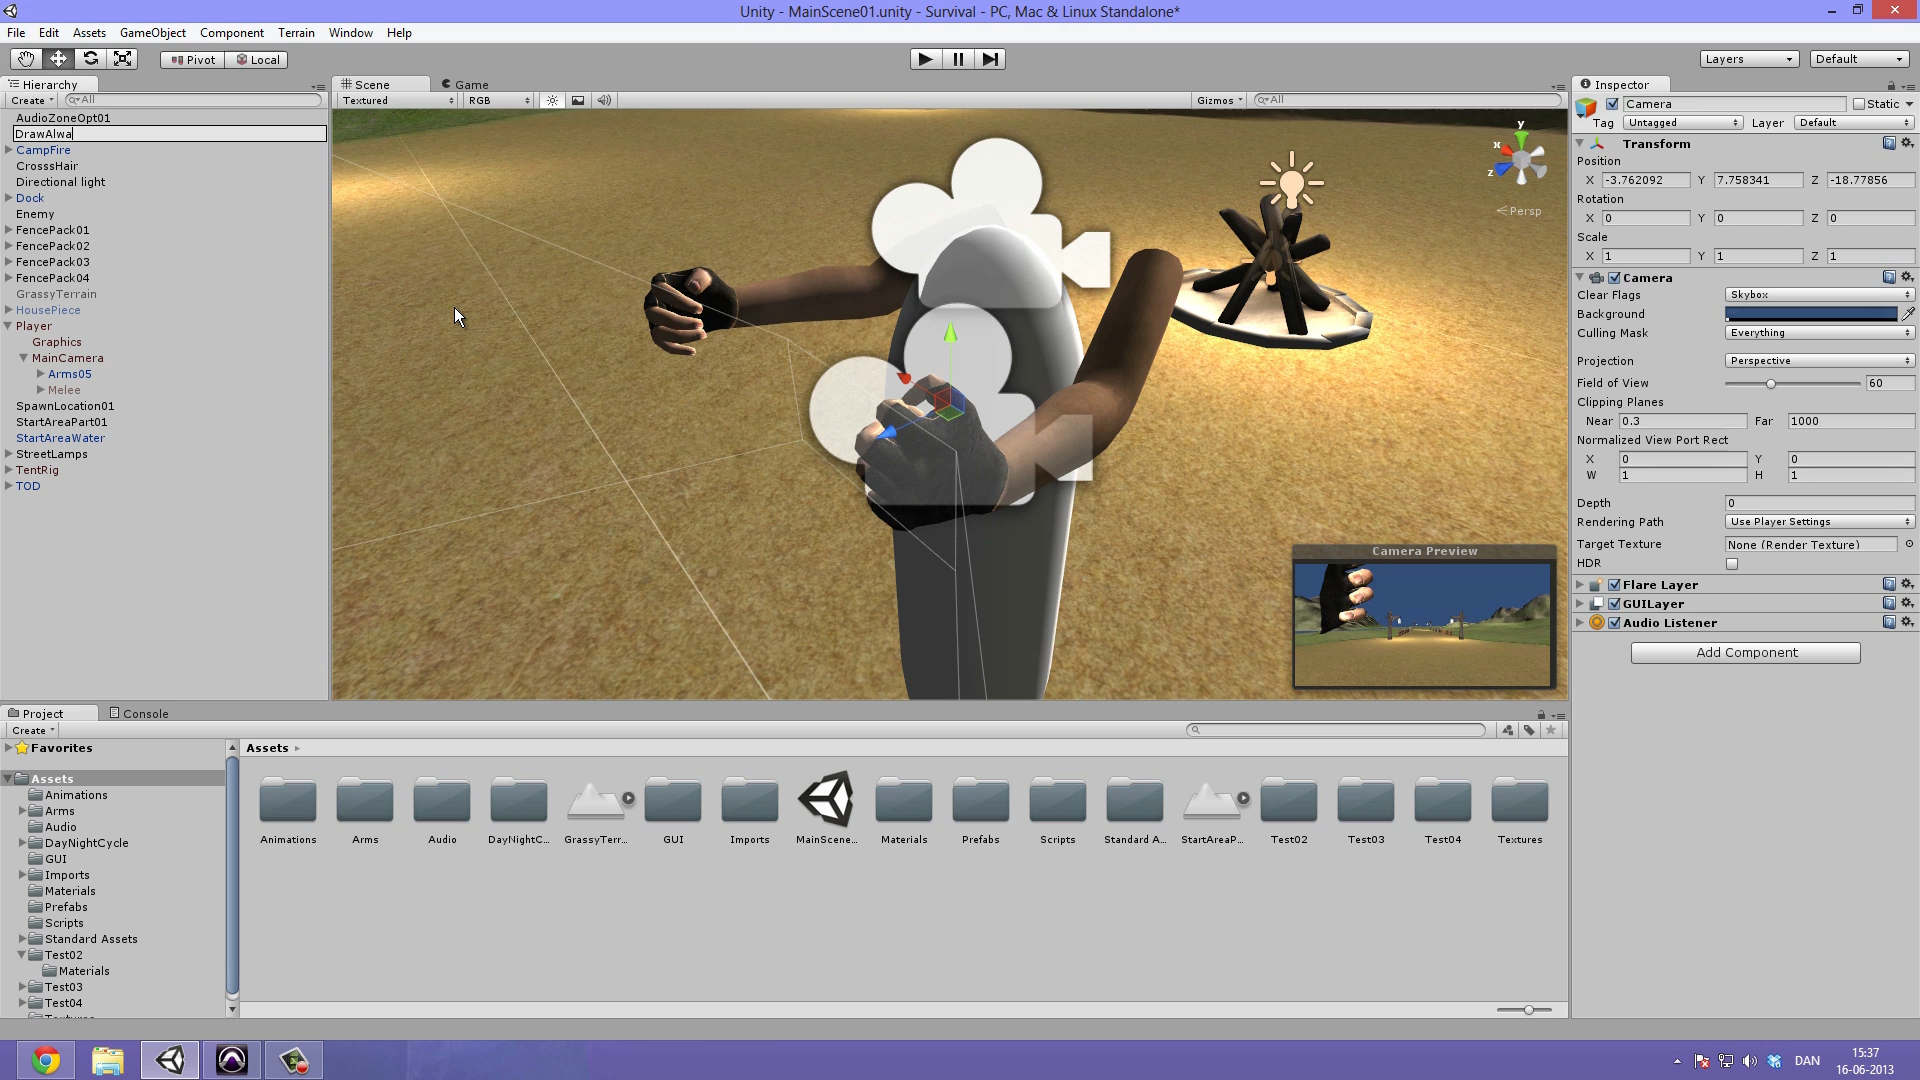 Unity - MainScene01.unity - Survival - PC, Mac & Linux Standalone*
File Edit Assets GameObject Component Terrain Window Help
Pivot Local Layers Default
Hierarchy
Create All
AudioZoneOpt01
DrawAlwa
CampFire
CrosssHair
Directional light
Dock
Enemy
FencePack01
FencePack02
FencePack03
FencePack04
GrassyTerrain
HousePiece
Player
Graphics
MainCamera
Arms05
Melee
SpawnLocation01
StartAreaPart01
StartAreaWater
StreetLamps
TentRig
TOD
Scene Game
Textured RGB Gizmos All
y
x
z
Persp
Camera Preview
Inspector
Camera Static
Tag Untagged Layer Default
Transform
Position
X -3.762092 Y 7.758341 Z -18.77856
Rotation
X 0 Y 0 Z 0
Scale
X 1 Y 1 Z 1
Camera
Clear Flags Skybox
Background
Culling Mask Everything
Projection Perspective
Field of View 60
Clipping Planes
Near 0.3 Far 1000
Normalized View Port Rect
X 0 Y 0
W 1 H 1
Depth 0
Rendering Path Use Player Settings
Target Texture None (Render Texture)
HDR
Flare Layer
GUILayer
Audio Listener
Add Component
Project Console
Create
Favorites
Assets
Animations
Arms
Audio
DayNightCycle
GUI
Imports
Materials
Prefabs
Scripts
Standard Assets
Test02
Materials
Test03
Test04
Textures
Assets
Animations Arms Audio DayNightC... GrassyTerr... GUI Imports MainScene... Materials Prefabs Scripts Standard A... StartAreaP... Test02 Test03 Test04 Textures
DAN
15:37
16-06-2013